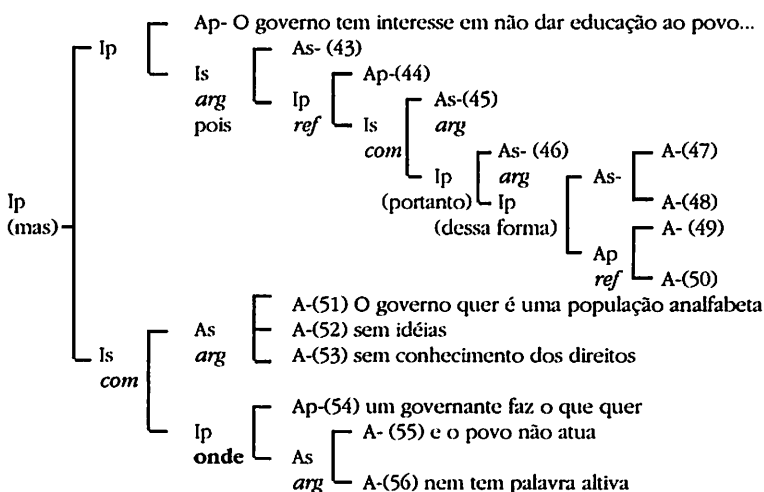 Ap- O governo tem interesse em não dar educação ao povo...
Ip
As- (43)
Is
arg
pois
Ap-(44)
Ip
ref
As-(45)
arg
Is
com
As- (46)
arg
A-(47)
Ip
(portanto)
As-
Ip
(dessa forma)
A-(48)
Ip
(mas)
A- (49)
Ap
ref
A-(50)
A-(51) O governo quer é uma população analfabeta
As
arg
A-(52) sem idéias
A-(53) sem conhecimento dos direitos
Is
com
Ap-(54) um governante faz o que quer
Ip
onde
A- (55) e o povo não atua
As
arg
A-(56) nem tem palavra altiva